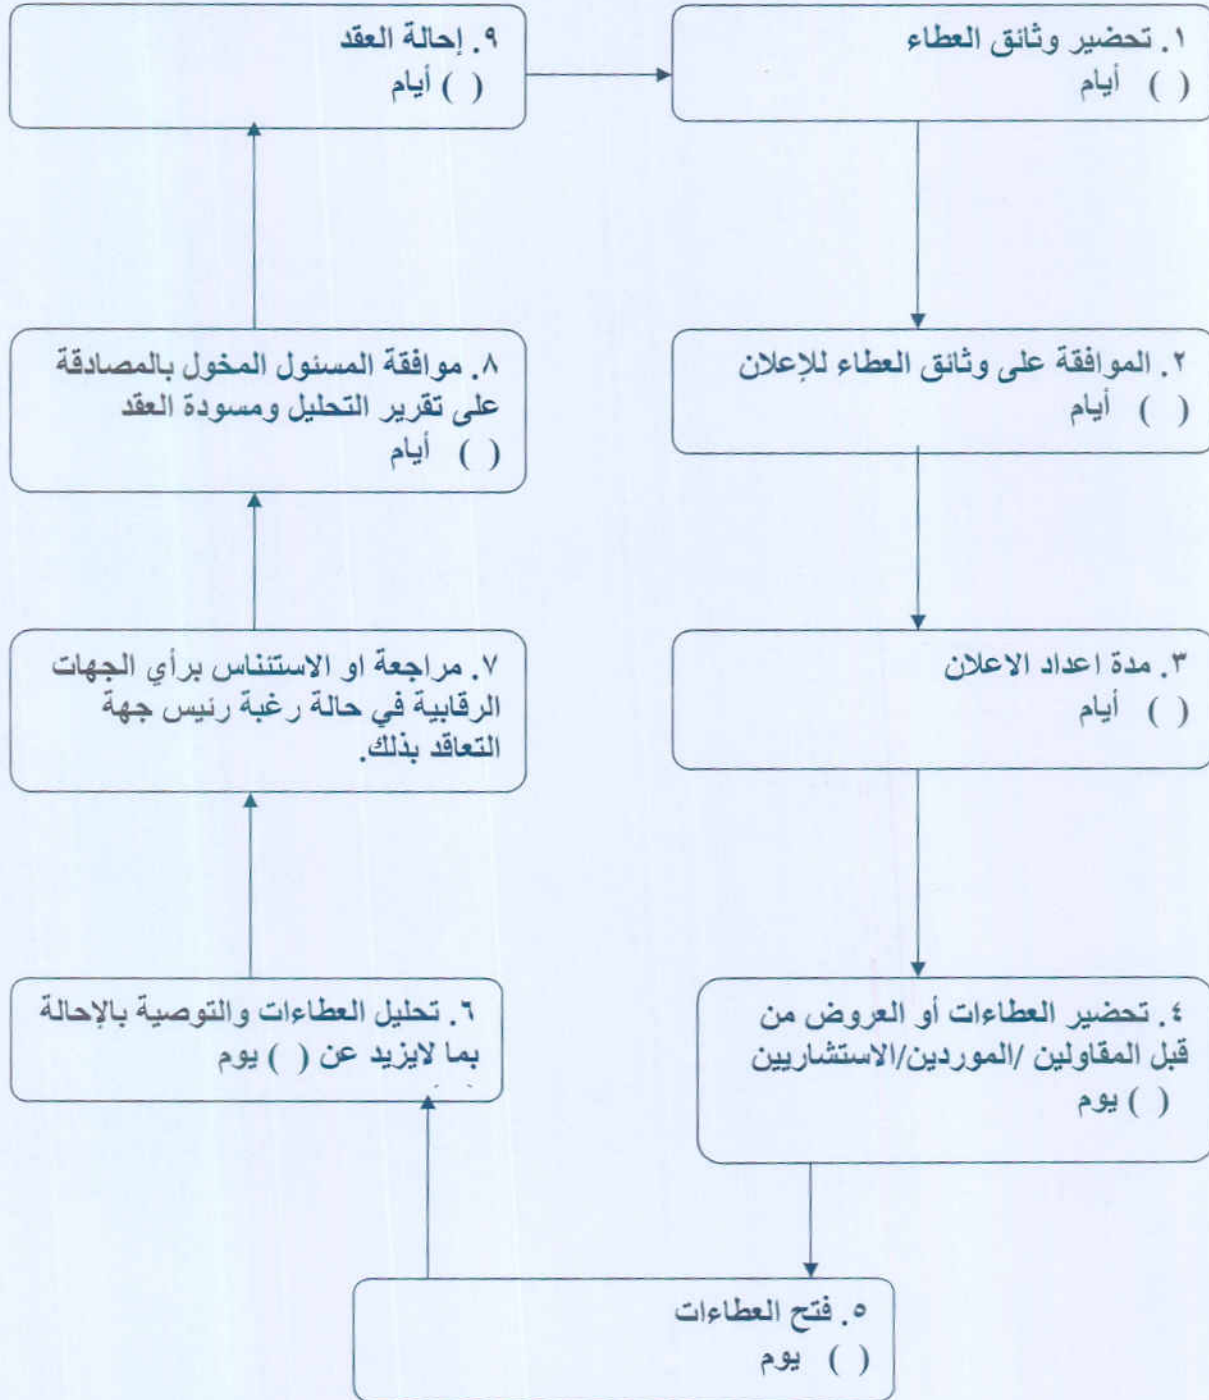 ١. تحضير وثائق العطاء
( ) أيام
٢. الموافقة على وثائق العطاء للإعلان
( ) أيام
٣. مدة اعداد الاعلان
( ) أيام
٤. تحضير العطاءات أو العروض من
قبل المقاولين /الموردين/الاستشاريين
( ) يوم
٥. فتح العطاءات
( ) يوم
٦. تحليل العطاءات والتوصية بالإحالة
بما لايزيد عن ( ) يوم
٧. مراجعة او الاستئناس برأي الجهات
الرقابية في حالة رغبة رئيس جهة
التعاقد بذلك.
٨. موافقة المسئول المخول بالمصادقة
على تقرير التحليل ومسودة العقد
( ) أيام
٩. إحالة العقد
( ) أيام